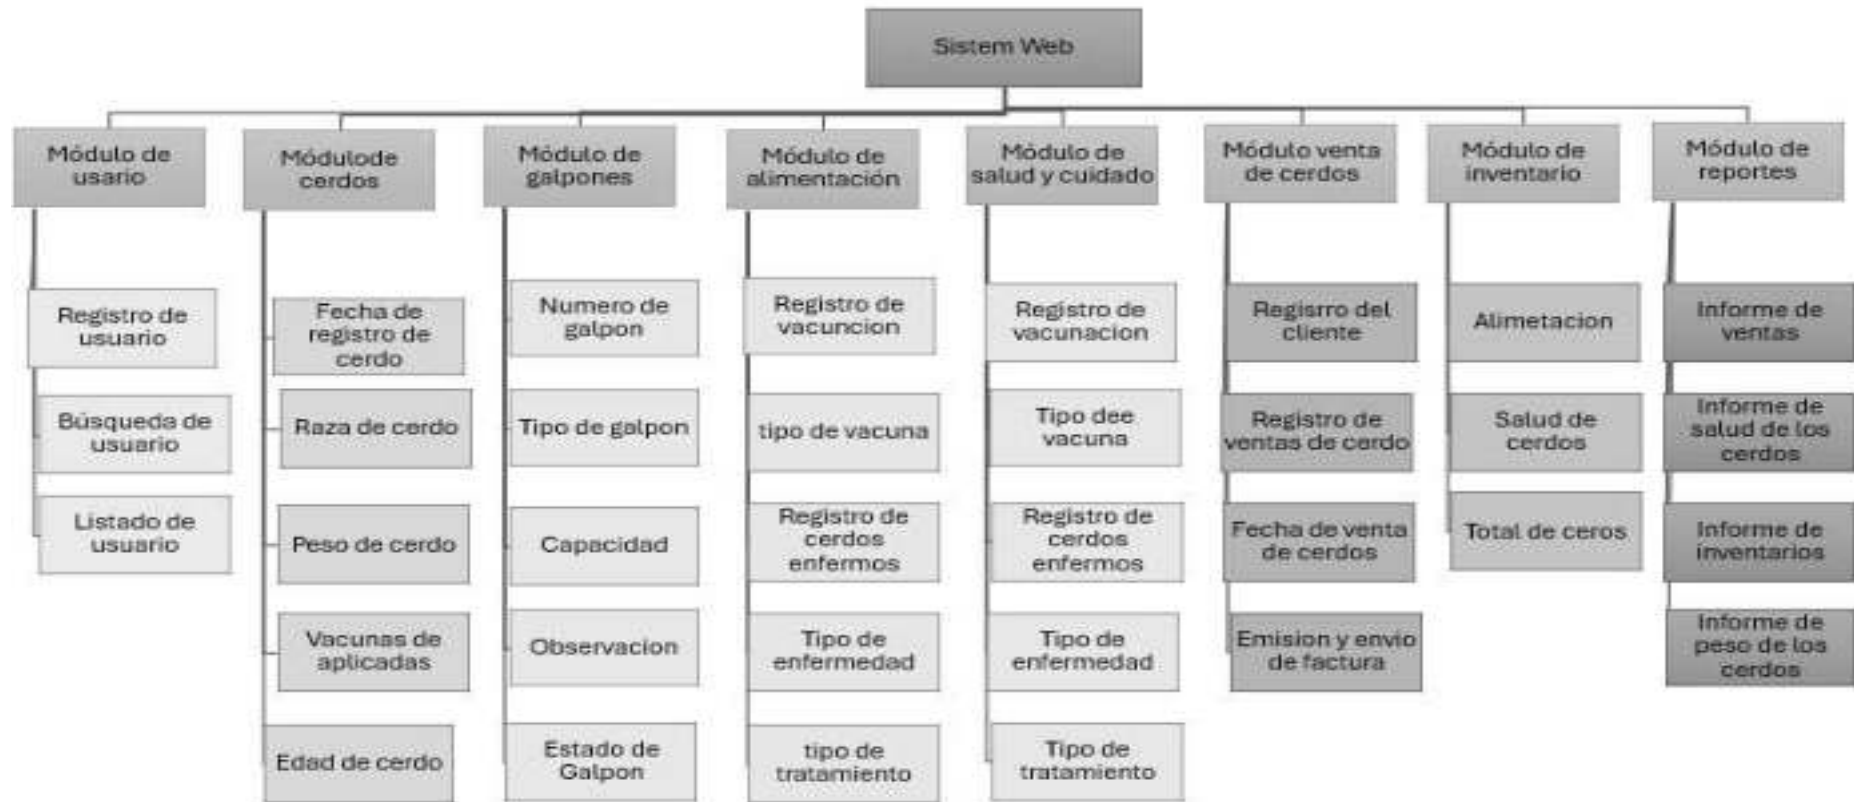 Sistem Web
Módulo de
usario
Módulode
cerdos
Módulo de
galpones
Módulo de
alimentación
Módulo de
salud y cuidado
Módulo venta
de cerdos
Módulo de
inventario
Módulo de
reportes
Registro de
usuario
Búsqueda de
usuario
Listado de
usuario
Fecha de
registro de
cerdo
Raza de cerdo
Peso de cerdo
Vacunas de
aplicadas
Edad de cerdo
Numero de
galpon
Tipo de galpon
Capacidad
Observacion
Estado de
Galpon
Registro de
vacuncion
tipo de vacuna
Registro de
cerdos
enfermos
Tipo de
enfermedad
tipo de
tratamiento
Registro de
vacunacion
Tipo dee
vacuna
Registro de
cerdos
enfermos
Tipo de
enfermedad
Tipo de
tratamiento
Regisrro del
cliente
Registro de
ventas de cerdo
Fecha de venta
de cerdos
Emision y envio
de factura
Alimetacion
Salud de
cerdos
Total de ceros
Informe de
ventas
Informe de
salud de los
cerdos
Informe de
inventarios
Informe de
peso de los
cerdos